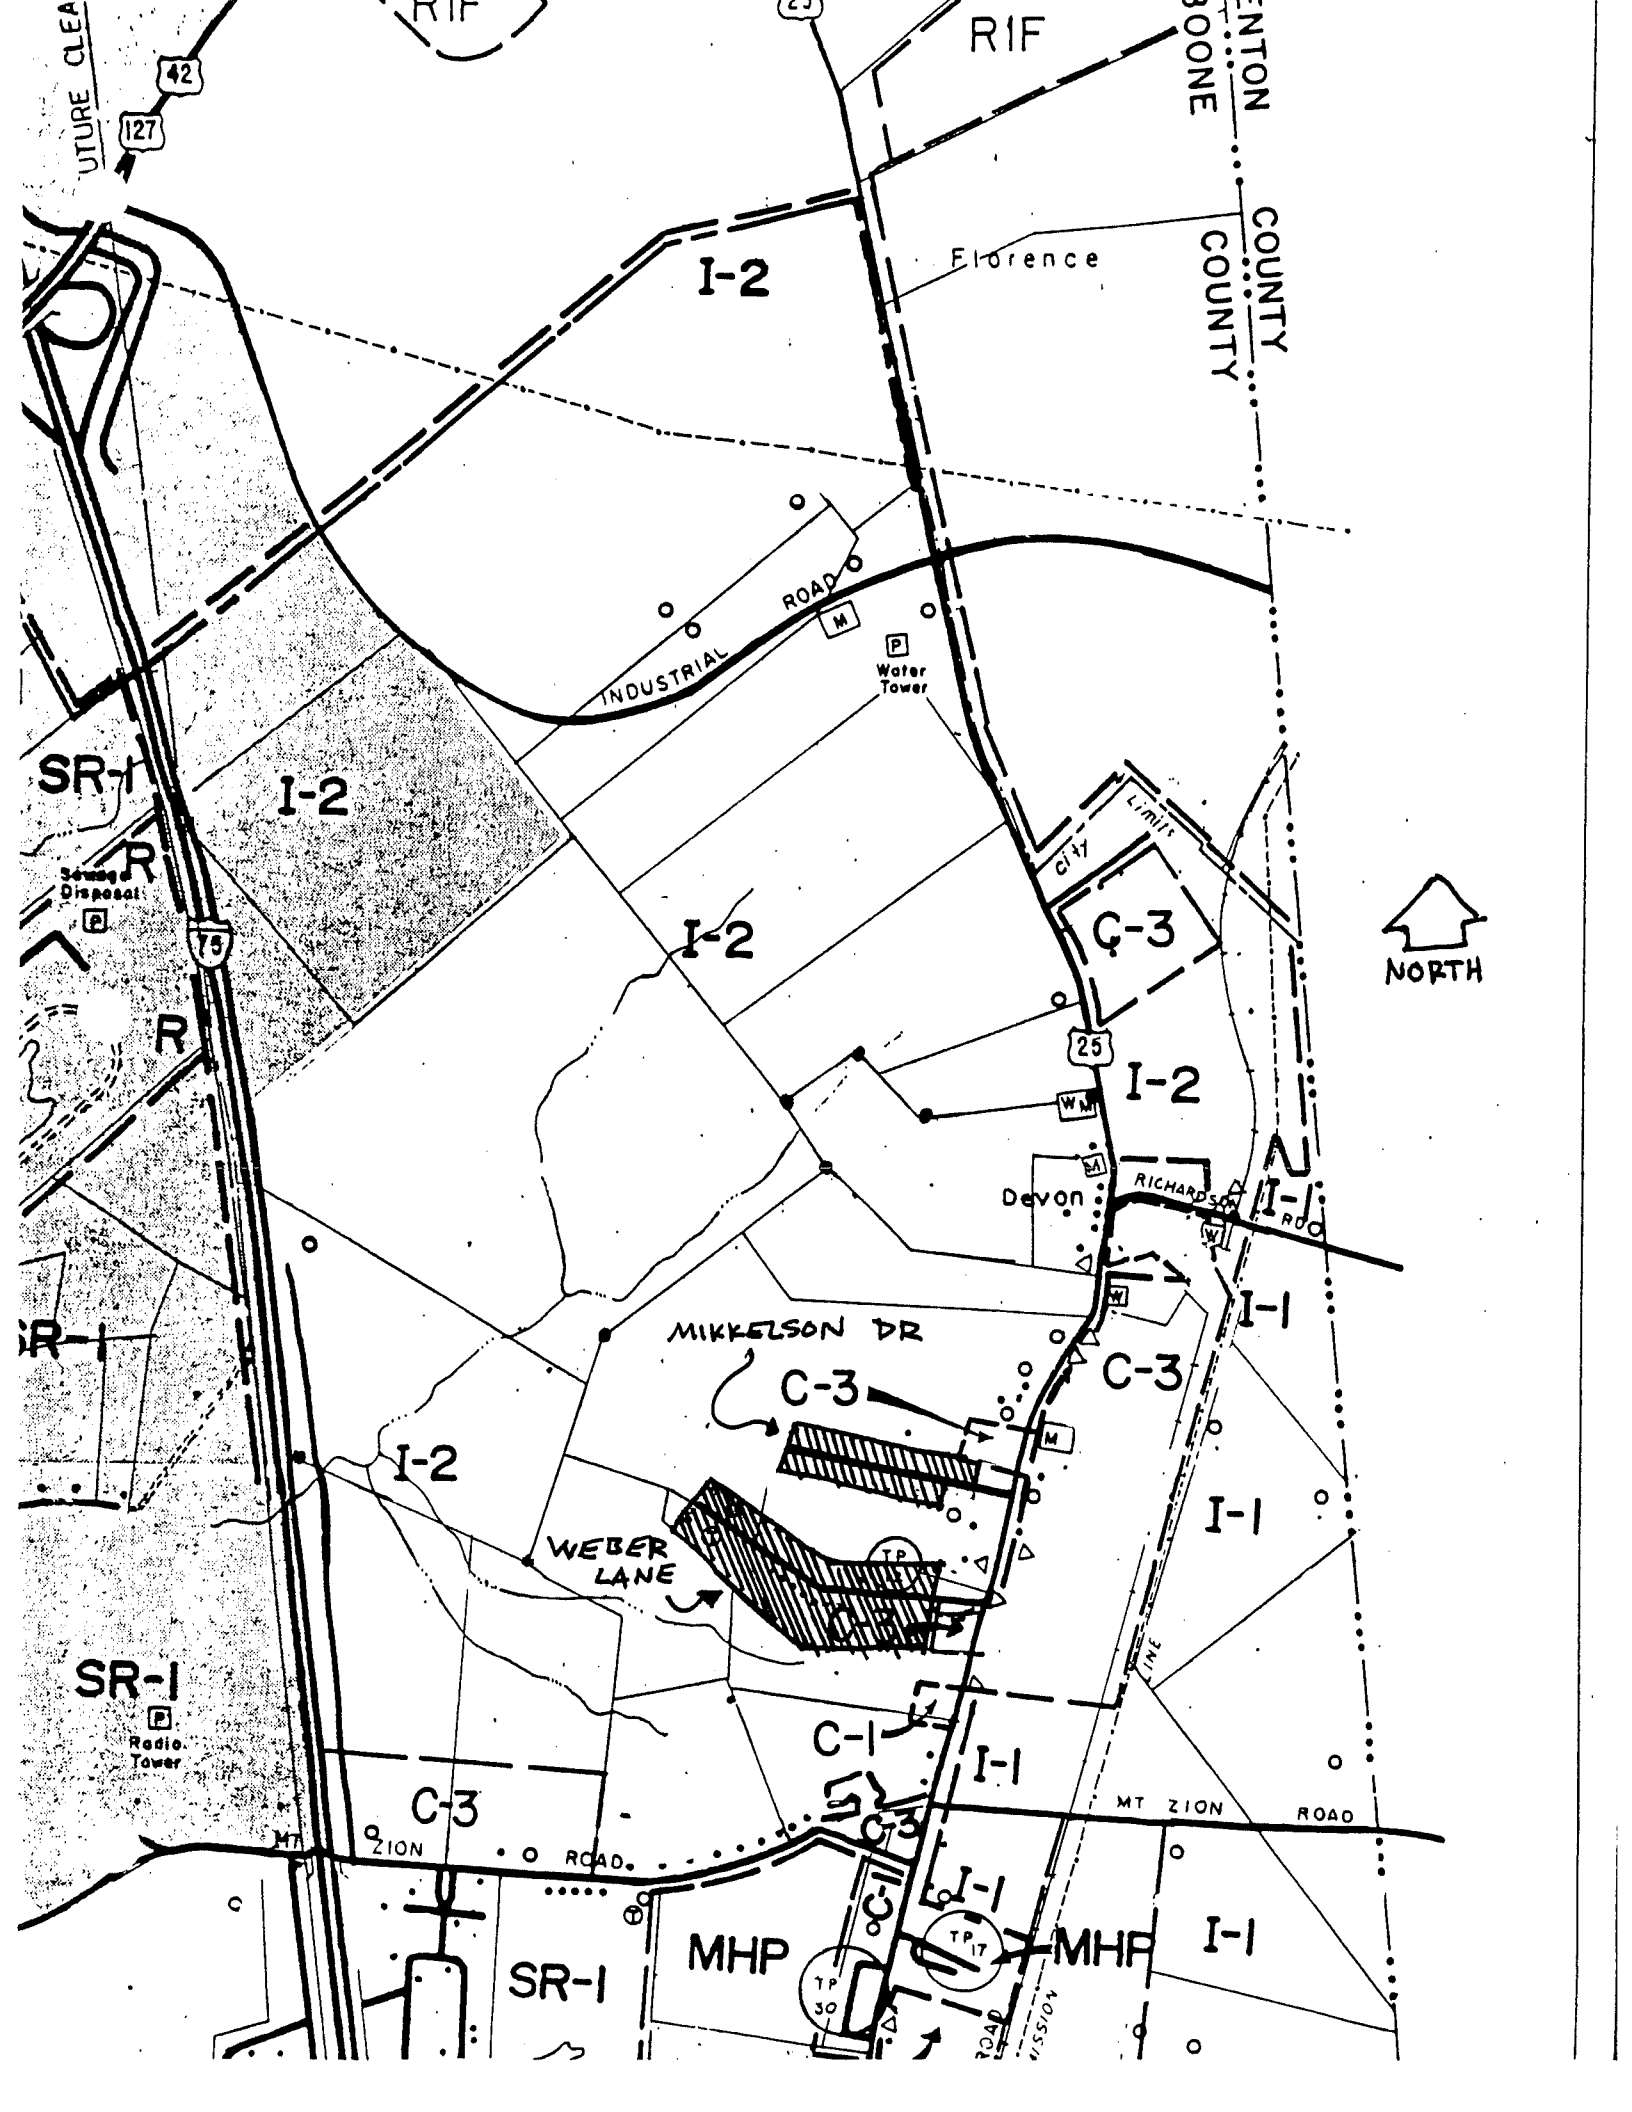 R1F
25
R1F
UTURE CLEA
42
127
ENTON COUNTY
BOONE COUNTY
I-2
Florence
INDUSTRIAL ROAD
M
P
Water
Tower
SR-1
I-2
R
Sewage
Disposal
P
75
R
City Limits
C-3
NORTH
I-2
25
I-2
W
M
M
Devon
RICHARDSON RD
I-1
W
W
I-1
MIKKELSON DR
C-3
C-3
SR-1
M
I-2
I-1
WEBER
LANE
TP
LINE
SR-1
P
Radio
Tower
C-1
I-1
C-3
MT ZION ROAD
C-3
MT ZION ROAD
C-1
I-1
T
MHP
TP
17
MHP
I-1
SR-1
TP
30
ROAD
MISSION